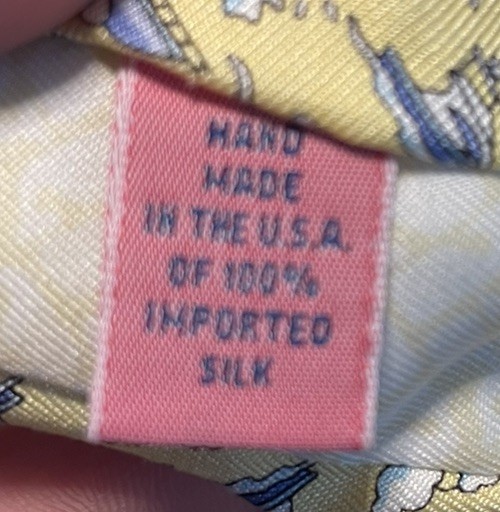 HAND
MADE
IN THE U.S.A.
OF 100%
IMPORTED
SILK